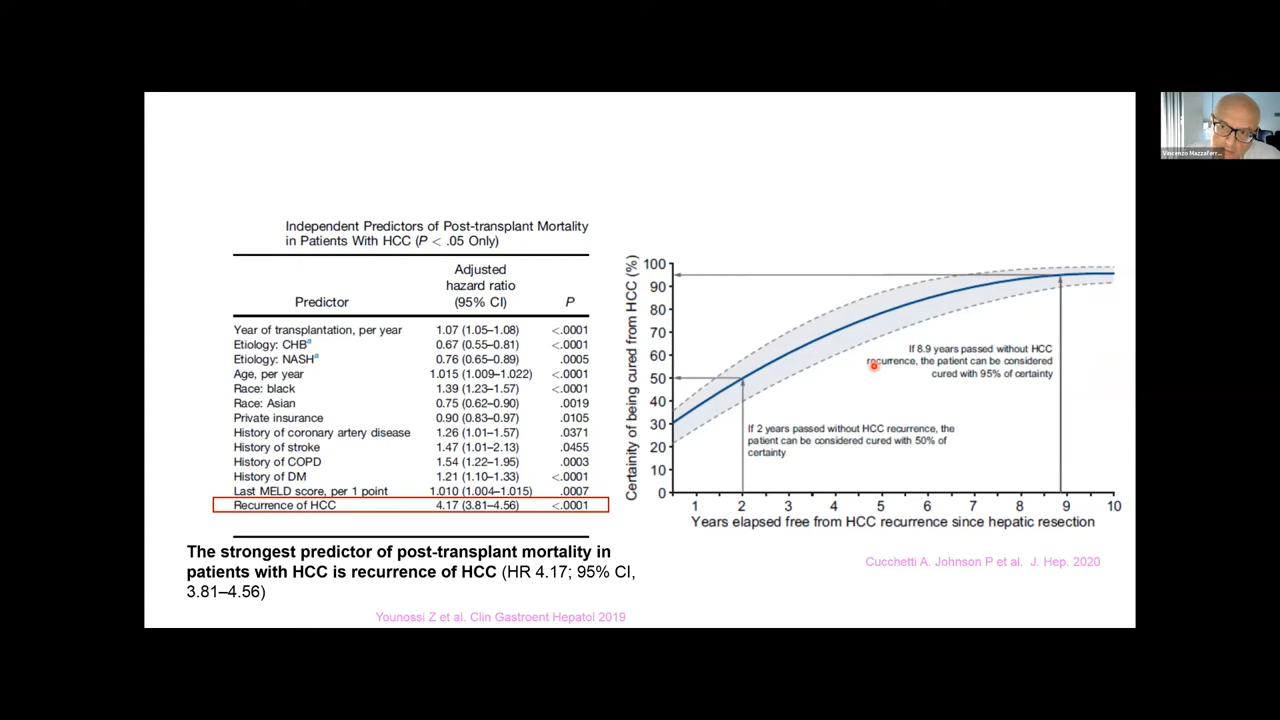 Independent Predictors of Post-transplant Mortality
in Patients With HCC (P < .05 Only)
Predictor Adjusted hazard ratio (95% CI) P
Year of transplantation, per year 1.07 (1.05–1.08) <.0001
Etiology: CHBa 0.67 (0.55–0.81) <.0001
Etiology: NASHa 0.76 (0.65–0.89) .0005
Age, per year 1.015 (1.009–1.022) <.0001
Race: black 1.39 (1.23–1.57) <.0001
Race: Asian 0.75 (0.62–0.90) .0019
Private insurance 0.90 (0.83–0.97) .0105
History of coronary artery disease 1.26 (1.01–1.57) .0371
History of stroke 1.47 (1.01–2.13) .0455
History of COPD 1.54 (1.22–1.95) .0003
History of DM 1.21 (1.10–1.33) <.0001
Last MELD score, per 1 point 1.010 (1.004–1.015) .0007
Recurrence of HCC 4.17 (3.81–4.56) <.0001
The strongest predictor of post-transplant mortality in
patients with HCC is recurrence of HCC (HR 4.17; 95% CI,
3.81–4.56)
Younossi Z et al. Clin Gastroent Hepatol 2019
Certainty of being cured from HCC (%)
100
90
80
70
60
50
40
30
20
10
0
If 8.9 years passed without HCC
recurrence, the patient can be considered
cured with 95% of certainty
If 2 years passed without HCC recurrence, the
patient can be considered cured with 50% of
certainty
1 2 3 4 5 6 7 8 9 10
Years elapsed free from HCC recurrence since hepatic resection
Cucchetti A. Johnson P et al. J. Hep. 2020
Vincenzo Mazzaferr...